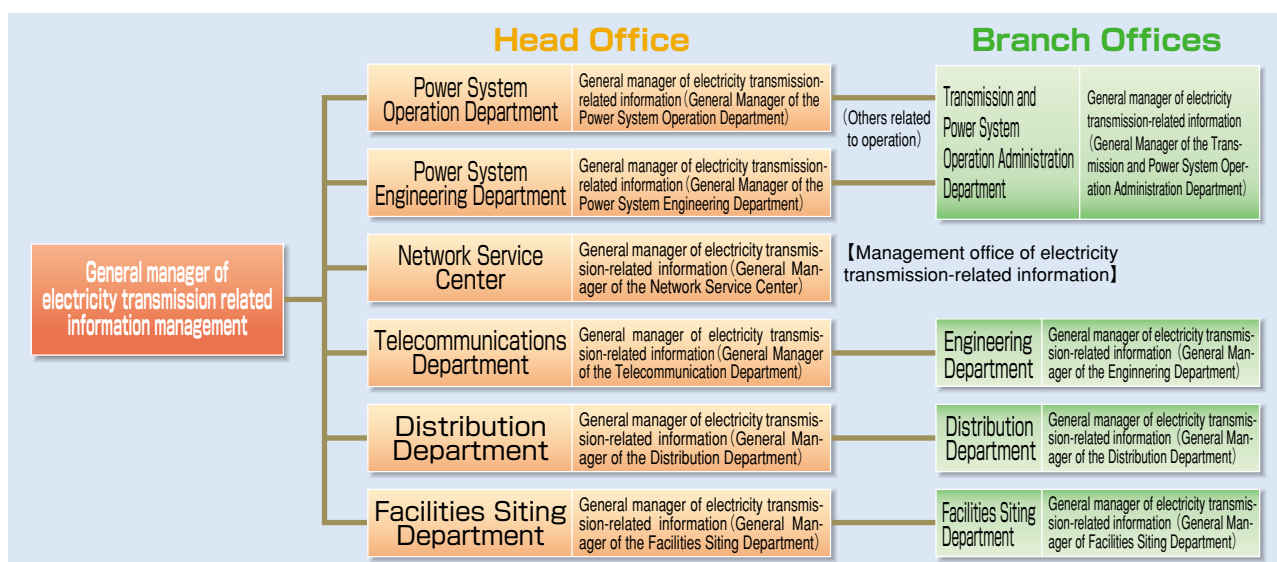 Head Office
Branch Offices
General manager of
electricity transmission related
information management
Power System
Operation Department
General manager of electricity transmission-
related information (General Manager of the
Power System Operation Department)
(Others related
to operation)
Transmission and
Power System
Operation Administration
Department
General manager of electricity
transmission-related information
(General Manager of the Trans-
mission and Power System Oper-
ation Administration Department)
Power System
Engineering Department
General manager of electricity transmission-
related information (General Manager of the
Power System Engineering Department)
Network Service
Center
General manager of electricity transmis-
sion-related information (General Man-
ager of the Network Service Center)
【Management office of electricity
transmission-related information】
Telecommunications
Department
General manager of electricity transmis-
sion-related information (General Manager
of the Telecommunication Department)
Engineering
Department
General manager of electricity transmis-
sion-related information (General Man-
ager of the Enginnering Department)
Distribution
Department
General manager of electricity transmis-
sion-related information (General Man-
ager of the Distribution Department)
Distribution
Department
General manager of electricity transmis-
sion-related information (General Man-
ager of the Distribution Department)
Facilities Siting
Department
General manager of electricity transmis-
sion-related information (General Man-
ager of the Facilities Siting Department)
Facilities Siting
Department
General manager of electricity transmis-
sion-related information (General Man-
ager of Facilities Siting Department)